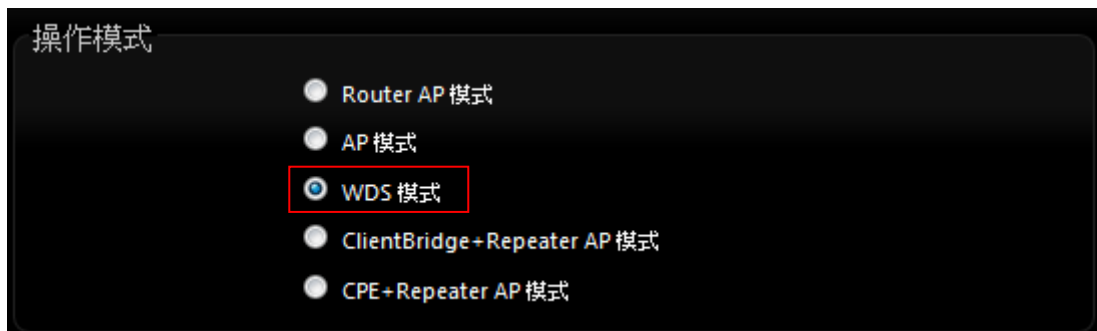 操作模式
Router AP 模式
AP 模式
WDS 模式
ClientBridge+Repeater AP 模式
CPE+Repeater AP 模式